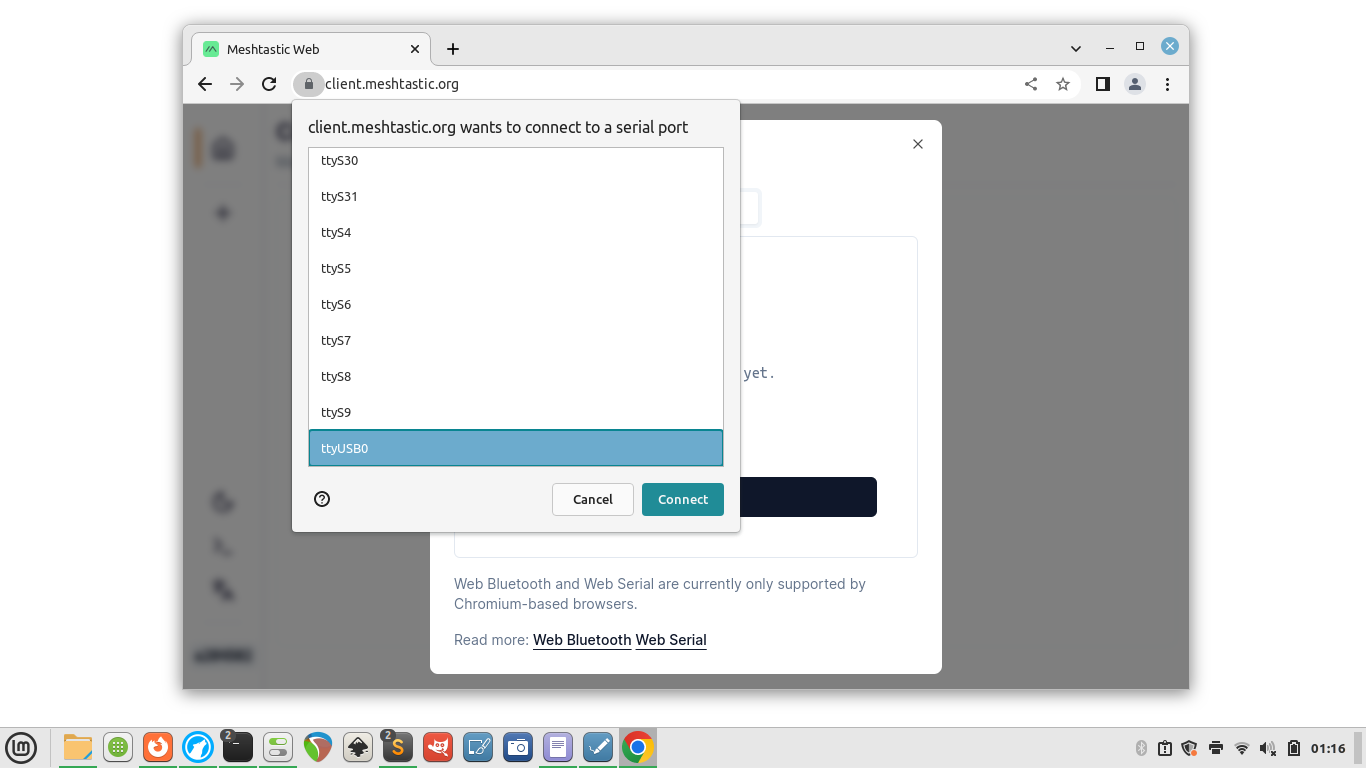 Meshtastic Web
client.meshtastic.org
client.meshtastic.org wants to connect to a serial port
ttyS30
ttyS31
ttyS4
ttyS5
ttyS6
ttyS7
ttyS8
ttyS9
ttyUSB0
Cancel
Connect
yet.
Web Bluetooth and Web Serial are currently only supported by
Chromium-based browsers.
Read more: Web Bluetooth Web Serial
2
2
01:16